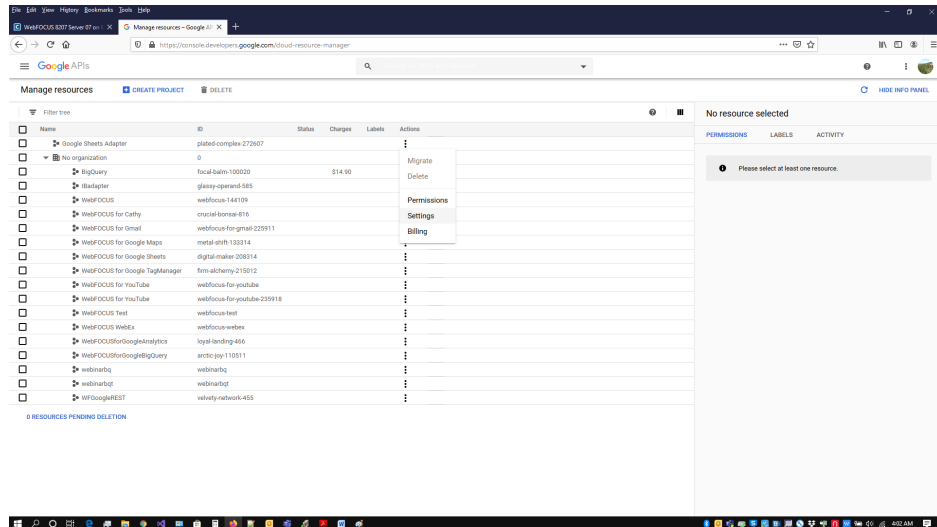 File Edit View History Bookmarks Tools Help
WebFOCUS 8207 Server 07 on
Manage resources – Google AP
https://console.developers.google.com/cloud-resource-manager
Google APIs
Manage resources CREATE PROJECT DELETE HIDE INFO PANEL
Filter tree
No resource selected
Name ID Status Charges Labels Actions
PERMISSIONS LABELS ACTIVITY
Google Sheets Adapter plated-complex-272607
No organization 0
BigQuery focal-balm-100020 $14.90
IBadapter glassy-operand-585
WebFOCUS webfocus-144109
WebFOCUS for Cathy crucial-bonsai-816
WebFOCUS for Gmail webfocus-for-gmail-225911
WebFOCUS for Google Maps metal-shift-133314
WebFOCUS for Google Sheets digital-maker-208314
WebFOCUS for Google TagManager firm-alchemy-215012
WebFOCUS for YouTube webfocus-for-youtube
WebFOCUS for YouTube webfocus-for-youtube-235918
WebFOCUS Test webfocus-test
WebFOCUS WebEx webfocus-webex
WebFOCUSforGoogleAnalytics loyal-landing-466
WebFOCUSforGoogleBigQuery arctic-joy-110511
webinarbq webinarbq
webinarbqt webinarbqt
WFGoogleREST velvety-network-455
0 RESOURCES PENDING DELETION
Migrate
Delete
Permissions
Settings
Billing
Please select at least one resource.
4:02 AM